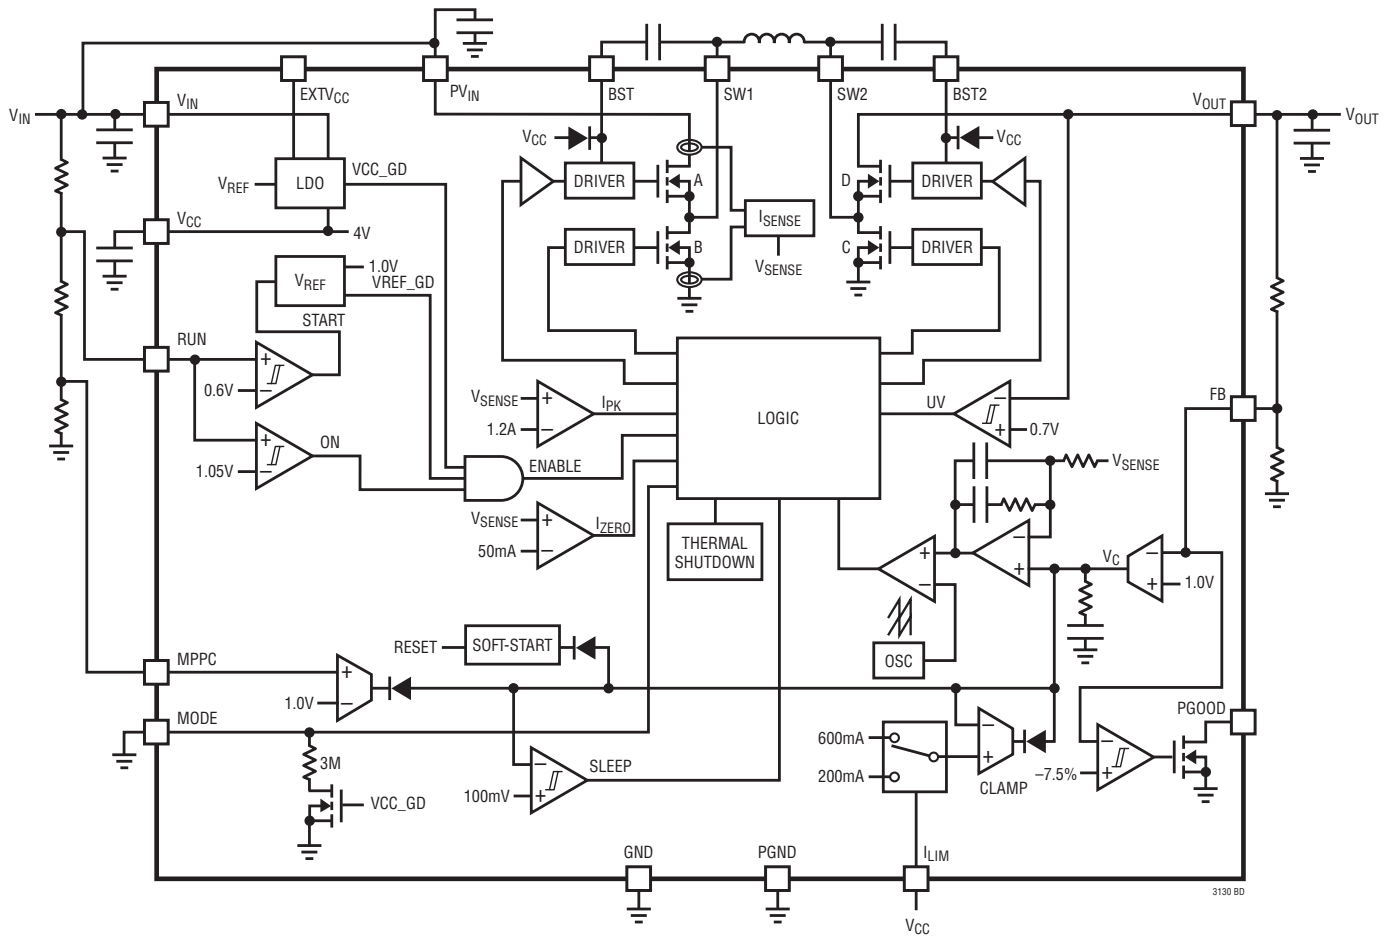 EXTVCC
PVIN
BST
SW1
SW2
BST2
VIN
VIN
VOUT
VOUT
VCC
VCC
VCC_GD
LDO
VREF
DRIVER
A
D
DRIVER
ISENSE
VCC
4V
DRIVER
B
C
DRIVER
VSENSE
VREF
1.0V
VREF_GD
START
RUN
0.6V
LOGIC
VSENSE
IPK
1.2A
UV
0.7V
FB
ON
1.05V
ENABLE
VSENSE
VSENSE
IZERO
50mA
THERMAL
SHUTDOWN
VC
1.0V
RESET
SOFT-START
OSC
MPPC
1.0V
MODE
PGOOD
600mA
200mA
CLAMP
–7.5%
3M
VCC_GD
SLEEP
100mV
GND
PGND
ILIM
VCC
3130 BD